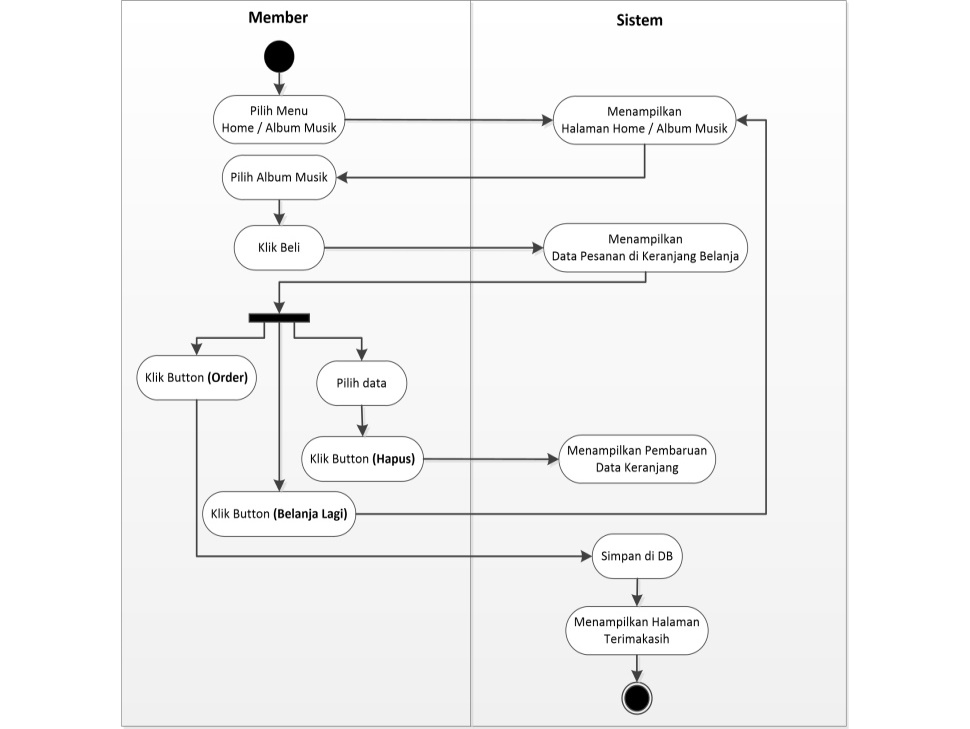 Member
Sistem
Pilih Menu
Home / Album Musik
Menampilkan
Halaman Home / Album Musik
Pilih Album Musik
Klik Beli
Menampilkan
Data Pesanan di Keranjang Belanja
Klik Button (Order)
Pilih data
Klik Button (Hapus)
Menampilkan Pembaruan
Data Keranjang
Klik Button (Belanja Lagi)
Simpan di DB
Menampilkan Halaman
Terimakasih